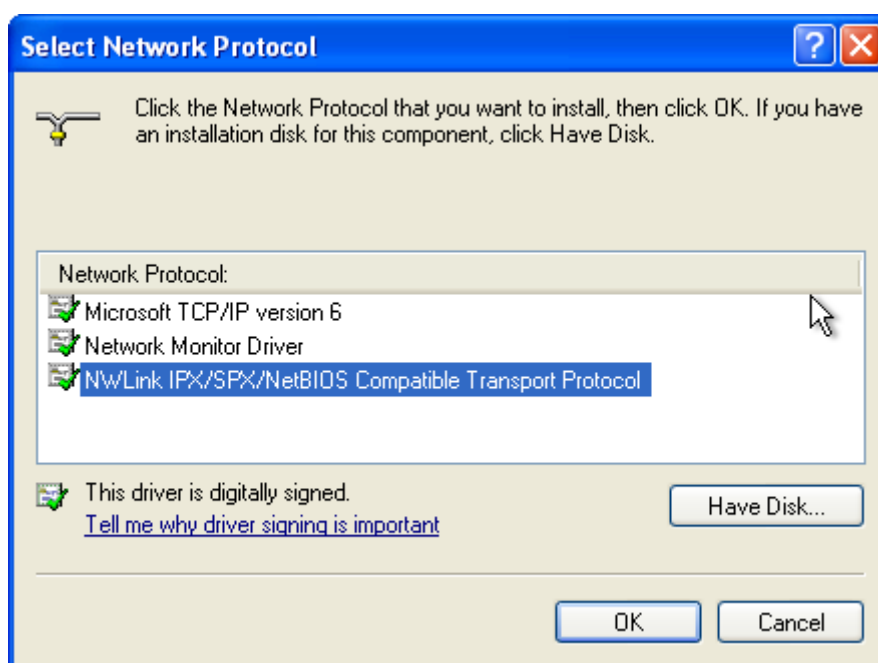 Select Network Protocol
Click the Network Protocol that you want to install, then click OK. If you have
an installation disk for this component, click Have Disk.
Network Protocol:
Microsoft TCP/IP version 6
Network Monitor Driver
NWLink IPX/SPX/NetBIOS Compatible Transport Protocol
This driver is digitally signed.
Tell me why driver signing is important
Have Disk...
OK
Cancel